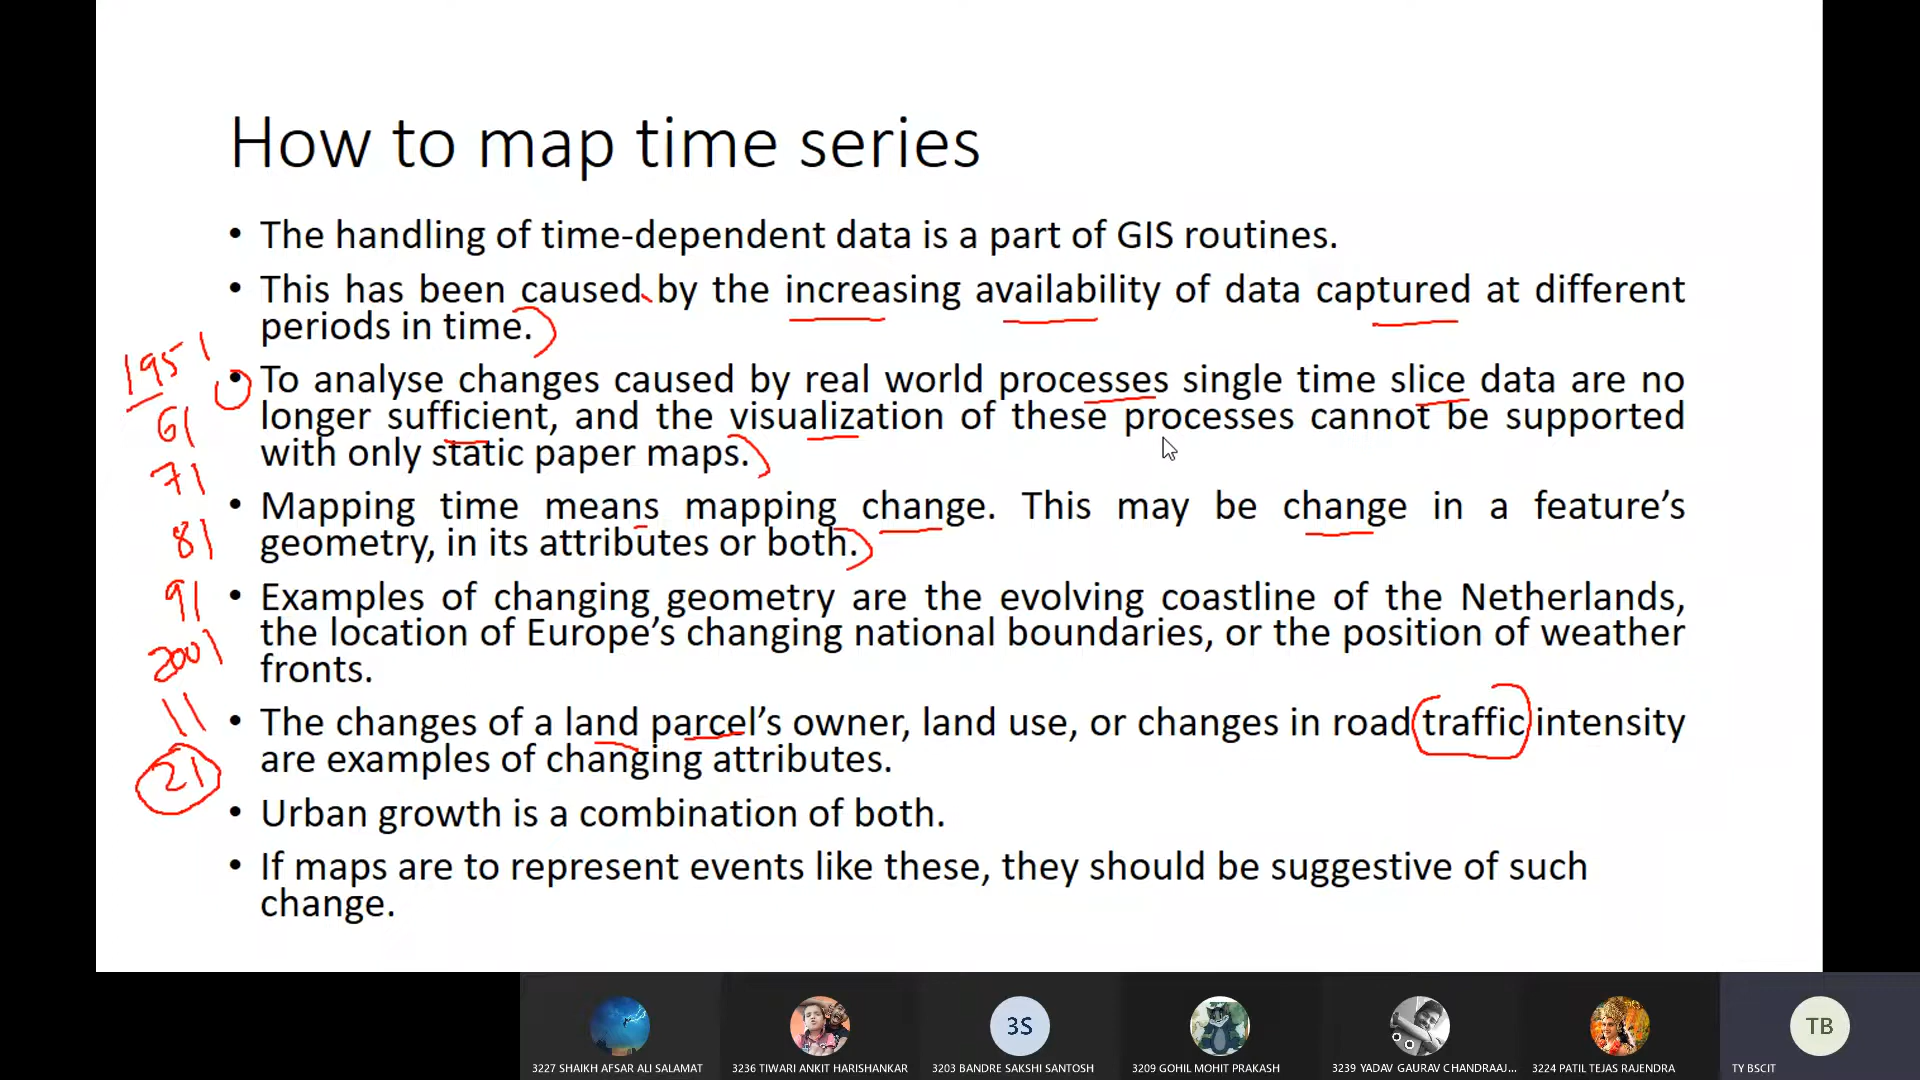 How to map time series
• The handling of time-dependent data is a part of GIS routines.
• This has been caused by the increasing availability of data captured at different
periods in time.
• To analyse changes caused by real world processes single time slice data are no
longer sufficient, and the visualization of these processes cannot be supported
with only static paper maps.
• Mapping time means mapping change. This may be change in a feature’s
geometry, in its attributes or both.
• Examples of changing geometry are the evolving coastline of the Netherlands,
the location of Europe’s changing national boundaries, or the position of weather
fronts.
• The changes of a land parcel’s owner, land use, or changes in road traffic intensity
are examples of changing attributes.
• Urban growth is a combination of both.
• If maps are to represent events like these, they should be suggestive of such
change.
1951
61
71
81
91
2001
11
21
3S
TB
3227 SHAIKH AFSAR ALI SALAMAT
3236 TIWARI ANKIT HARISHANKAR
3203 BANDRE SAKSHI SANTOSH
3209 GOHIL MOHIT PRAKASH
3239 YADAV GAURAV CHANDRAAJ...
3224 PATIL TEJAS RAJENDRA
TY BSCIT